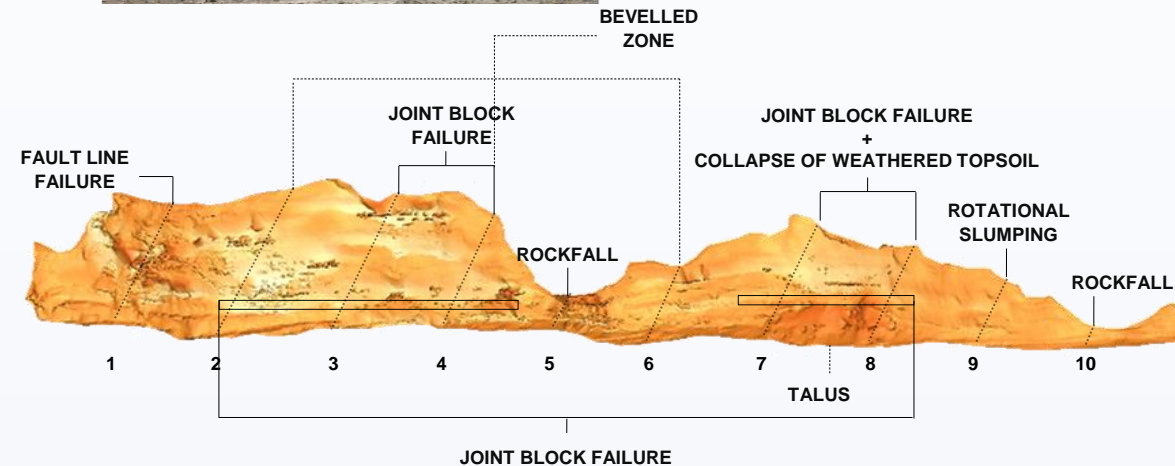 BEVELLED
ZONE
JOINT BLOCK
FAILURE
JOINT BLOCK FAILURE
+
COLLAPSE OF WEATHERED TOPSOIL
FAULT LINE
FAILURE
ROTATIONAL
SLUMPING
ROCKFALL
ROCKFALL
1 2 3 4 5 6 7 8 9 10
TALUS
JOINT BLOCK FAILURE